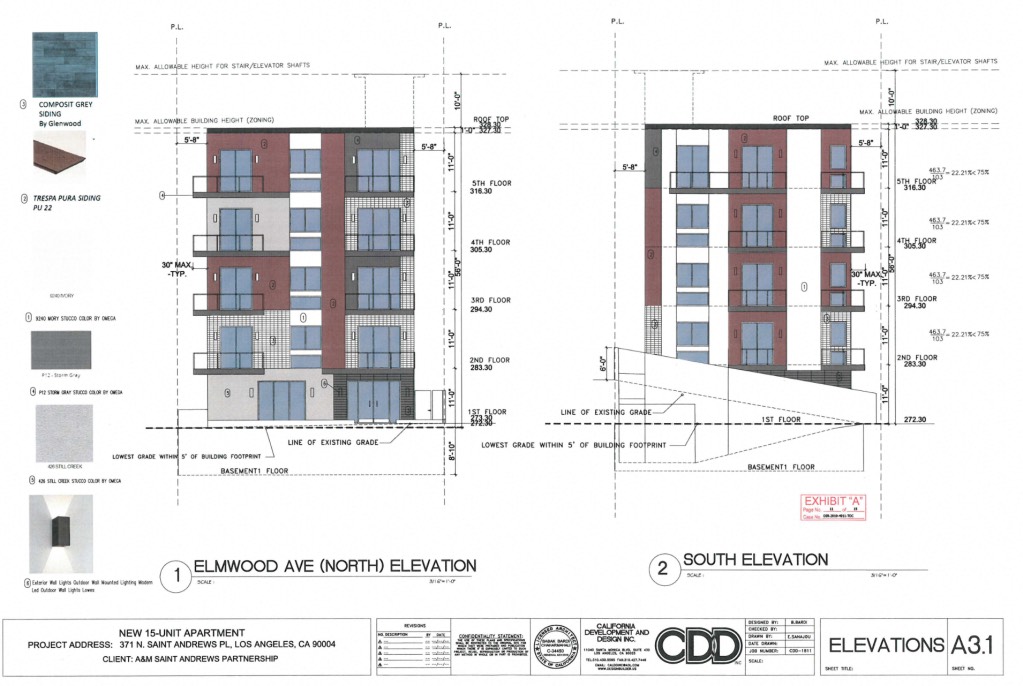 3
COMPOSIT GREY
SIDING
By Glenwood
2
TRESPA PURA SIDING
PU 22
9240 IVORY
1
9240 IVORY STUCCO COLOR BY OMEGA
P12 - Storm Gray
4
P12 STORM GRAY STUCCO COLOR BY OMEGA
426 STILL CREEK
5
426 STILL CREEK STUCCO COLOR BY OMEGA
6
Exterior Wall Lights Outdoor Wall Mounted Lighting Modern
Led Outdoor Wall Lights Lowes
P.L.
P.L.
MAX. ALLOWABLE HEIGHT FOR STAIR/ELEVATOR SHAFTS
10'-0"
MAX. ALLOWABLE BUILDING HEIGHT (ZONING)
ROOF TOP
328.30
327.30
1'-0"
5'-8"
5'-8"
11'-0"
5TH FLOOR
316.30
11'-0"
4TH FLOOR
305.30
56'-0"
30" MAX.
-TYP.
11'-0"
3RD FLOOR
294.30
11'-0"
2ND FLOOR
283.30
11'-0"
1ST FLOOR
273.30
272.30
LINE OF EXISTING GRADE
LOWEST GRADE WITHIN 5' OF BUILDING FOOTPRINT
8'-10"
BASEMENT1 FLOOR
1
ELMWOOD AVE (NORTH) ELEVATION
SCALE :
3/16"=1'-0"
P.L.
P.L.
MAX. ALLOWABLE HEIGHT FOR STAIR/ELEVATOR SHAFTS
10'-0"
MAX. ALLOWABLE BUILDING HEIGHT (ZONING)
ROOF TOP
328.30
327.30
1'-0"
5'-8"
5'-8"
11'-0"
463.7/103 = 22.21% < 75%
5TH FLOOR
316.30
11'-0"
463.7/103 = 22.21% < 75%
4TH FLOOR
305.30
56'-0"
30" MAX.
-TYP.
11'-0"
463.7/103 = 22.21% < 75%
3RD FLOOR
294.30
11'-0"
463.7/103 = 22.21% < 75%
2ND FLOOR
283.30
6'-0"
11'-0"
LINE OF EXISTING GRADE
1ST FLOOR
272.30
LOWEST GRADE WITHIN 5' OF BUILDING FOOTPRINT
BASEMENT1 FLOOR
EXHIBIT "A"
Page No. of
Case No.
2
SOUTH ELEVATION
SCALE :
3/16"=1'-0"
NEW 15-UNIT APARTMENT
PROJECT ADDRESS: 371 N. SAINT ANDREWS PL, LOS ANGELES, CA 90004
CLIENT: A&M SAINT ANDREWS PARTNERSHIP
REVISIONS
NO. DESCRIPTION BY DATE
CONFIDENTIALITY STATEMENT:
LICENSED ARCHITECT
STATE OF CALIFORNIA
CALIFORNIA
DEVELOPMENT AND
DESIGN INC.
LOS ANGELES, CA
CDD
INC
DESIGNED BY:
CHECKED BY:
DRAWN BY:
DATE DRAWN:
JOB NUMBER: CDD-1811
SCALE:
ELEVATIONS
SHEET TITLE:
A3.1
SHEET NO.